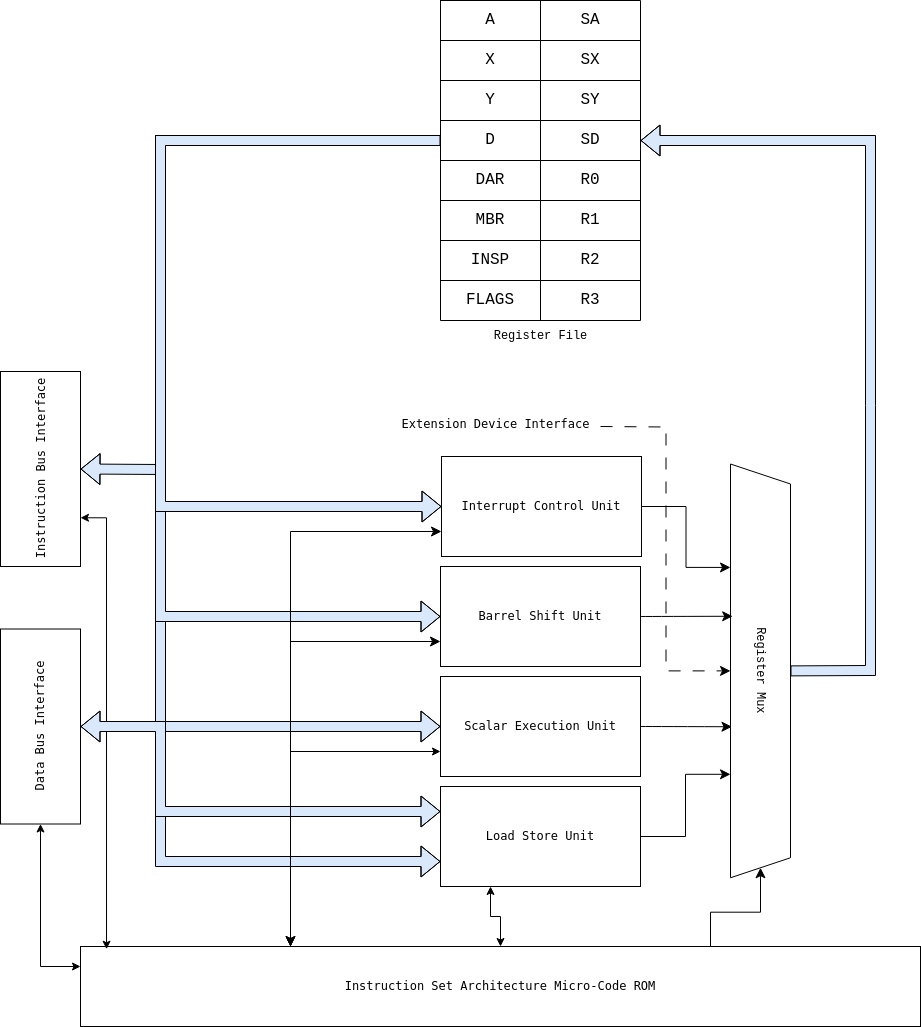 A SA
X SX
Y SY
D SD
DAR R0
MBR R1
INSP R2
FLAGS R3
Register File
Instruction Bus Interface
Extension Device Interface
Interrupt Control Unit
Barrel Shift Unit
Register Mux
Data Bus Interface
Scalar Execution Unit
Load Store Unit
Instruction Set Architecture Micro-Code ROM